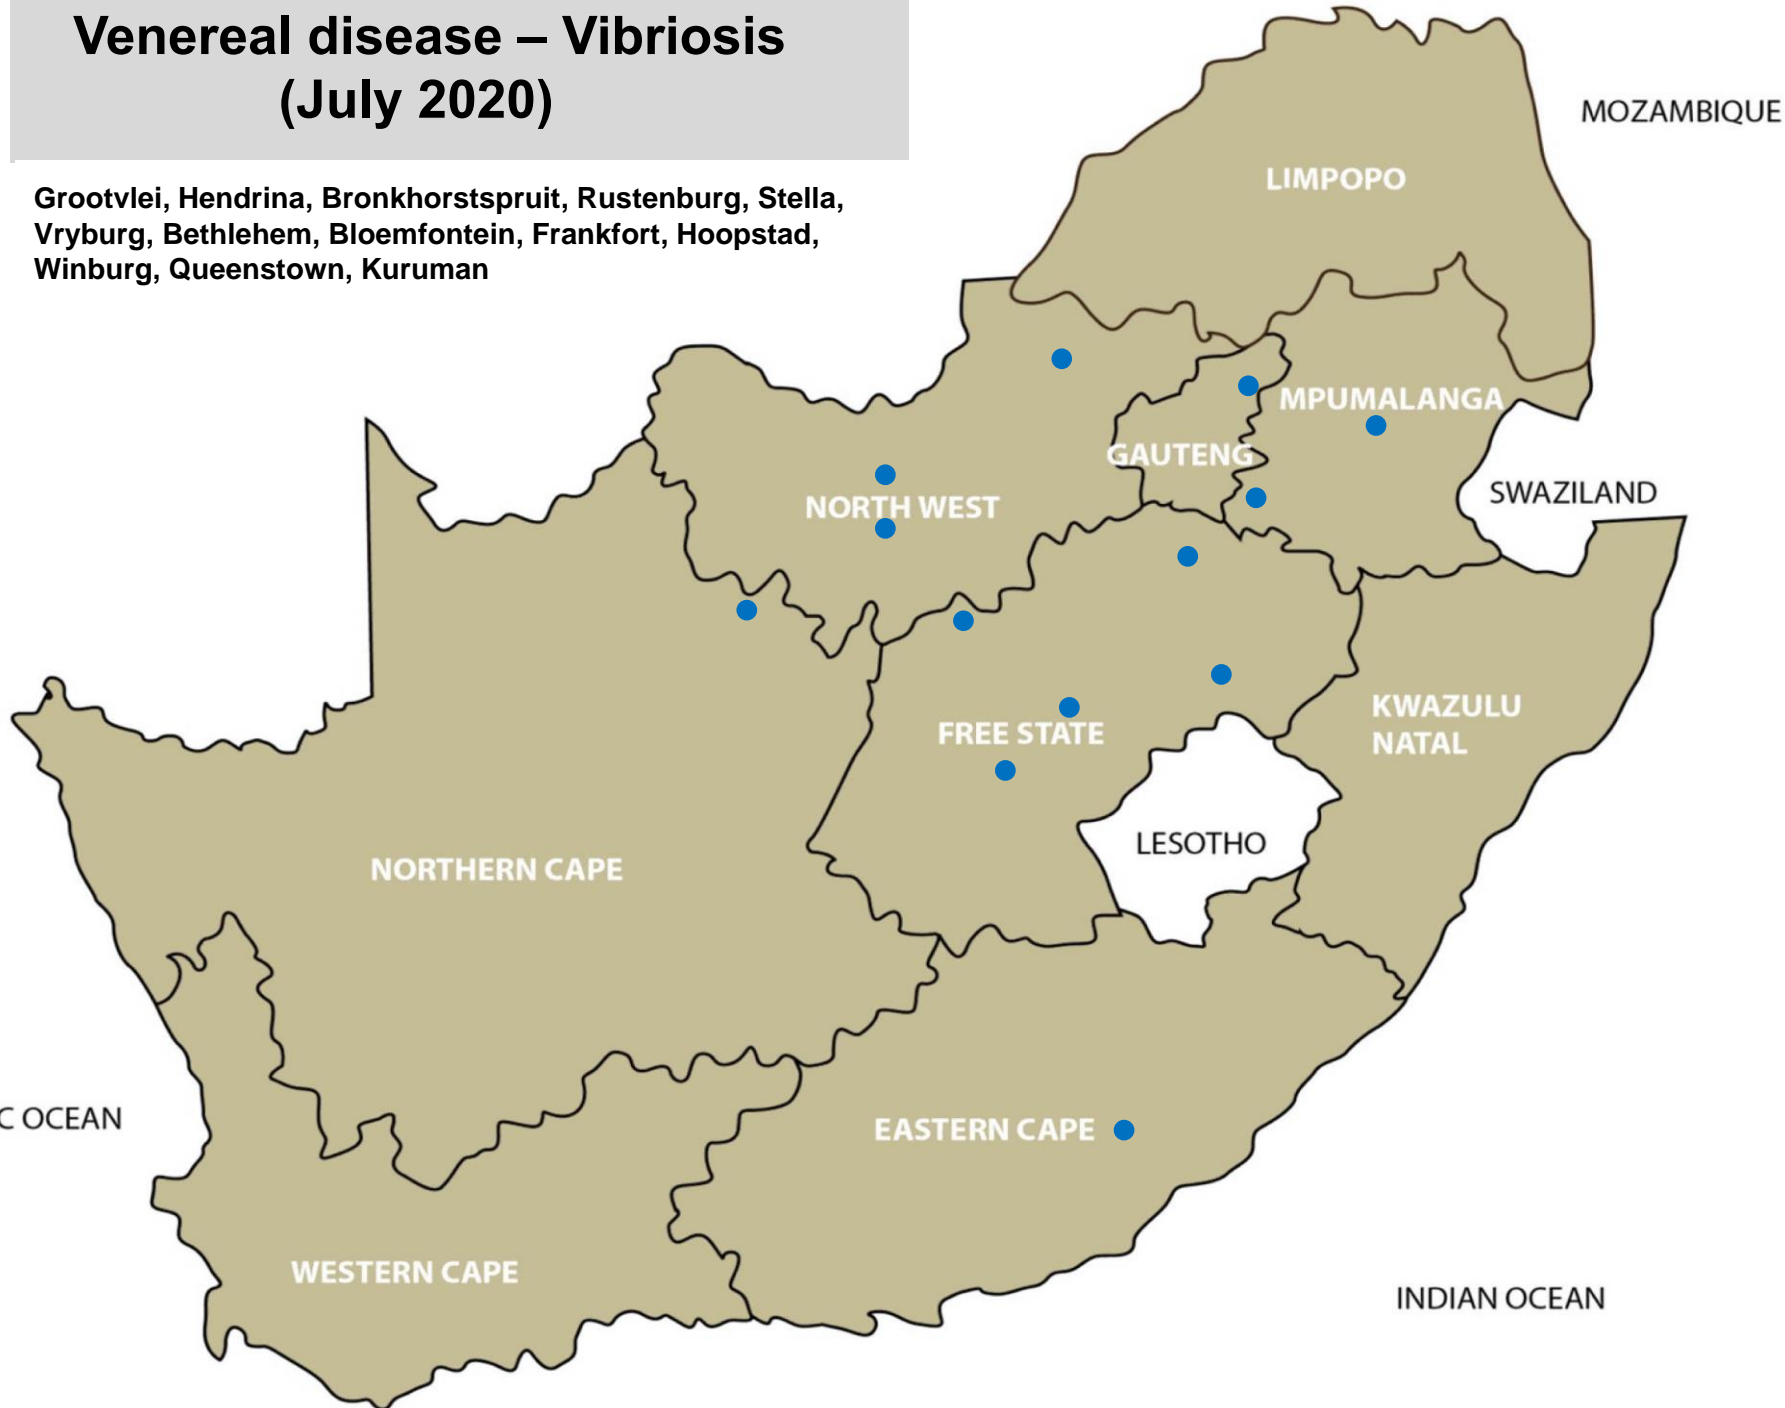 Venereal disease – Vibriosis
(July 2020)
Grootvlei, Hendrina, Bronkhorstspruit, Rustenburg, Stella,
Vryburg, Bethlehem, Bloemfontein, Frankfort, Hoopstad,
Winburg, Queenstown, Kuruman
MOZAMBIQUE
LIMPOPO
MPUMALANGA
GAUTENG
SWAZILAND
NORTH WEST
KWAZULU
NATAL
FREE STATE
LESOTHO
NORTHERN CAPE
C OCEAN
EASTERN CAPE
WESTERN CAPE
INDIAN OCEAN